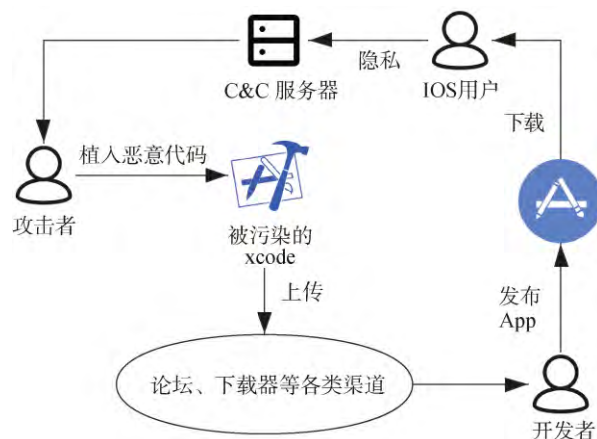 隐私
C&C 服务器
IOS用户
下载
植入恶意代码
攻击者
被污染的
xcode
上传
发布
App
论坛、下载器等各类渠道
开发者